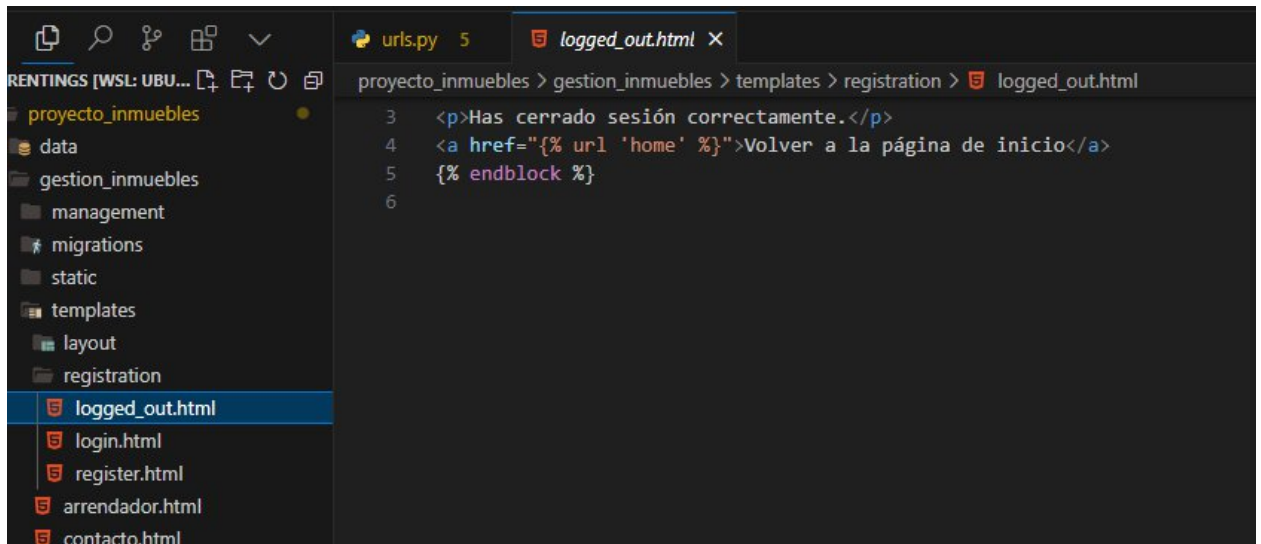 urls.py 5 logged_out.html
RENTINGS [WSL: UBU...
proyecto_inmuebles > gestion_inmuebles > templates > registration > logged_out.html
proyecto_inmuebles
data
gestion_inmuebles
management
migrations
static
templates
layout
registration
logged_out.html
login.html
register.html
arrendador.html
contacto.html
3 <p>Has cerrado sesión correctamente.</p>
4 <a href="{% url 'home' %}">Volver a la página de inicio</a>
5 {% endblock %}
6